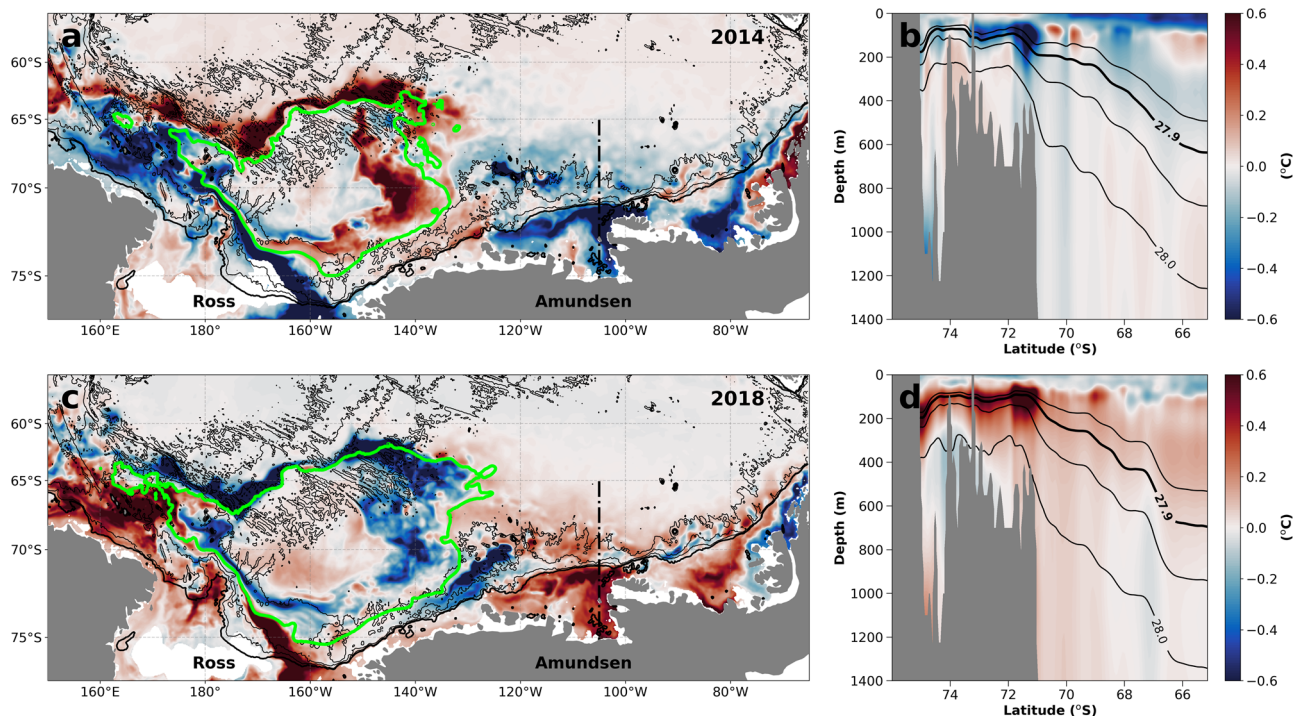 a
2014
60°S
65°S
70°S
75°S
Ross
Amundsen
160°E
180°
160°W
140°W
120°W
100°W
80°W
b
0
200
400
600
800
1000
1200
1400
Depth (m)
27.9
28.0
74
72
70
68
66
Latitude (°S)
0.6
0.4
0.2
0.0
−0.2
−0.4
−0.6
(°C)
c
2018
60°S
65°S
70°S
75°S
Ross
Amundsen
160°E
180°
160°W
140°W
120°W
100°W
80°W
d
0
200
400
600
800
1000
1200
1400
Depth (m)
27.9
28.0
74
72
70
68
66
Latitude (°S)
0.6
0.4
0.2
0.0
−0.2
−0.4
−0.6
(°C)